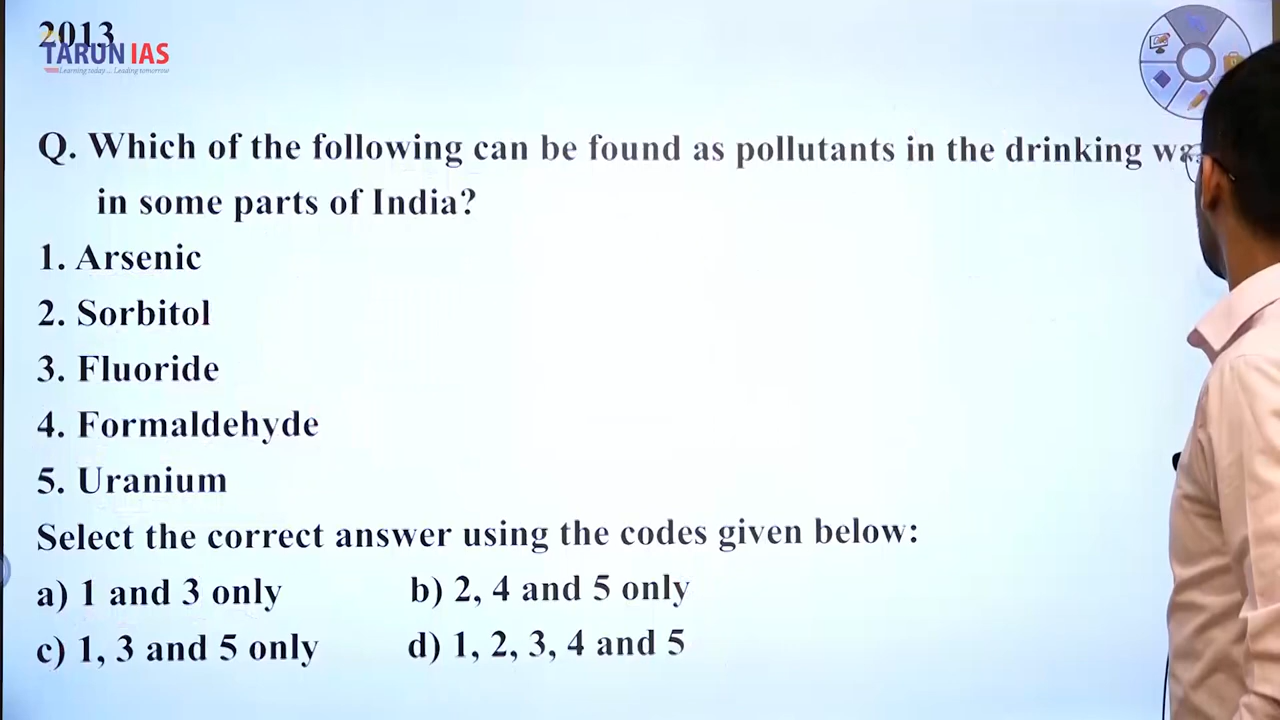 2013
TARUN IAS
Learning today... Leading tomorrow
Q. Which of the following can be found as pollutants in the drinking
in some parts of India?
1. Arsenic
2. Sorbitol
3. Fluoride
4. Formaldehyde
5. Uranium
Select the correct answer using the codes given below:
a) 1 and 3 only b) 2, 4 and 5 only
c) 1, 3 and 5 only d) 1, 2, 3, 4 and 5